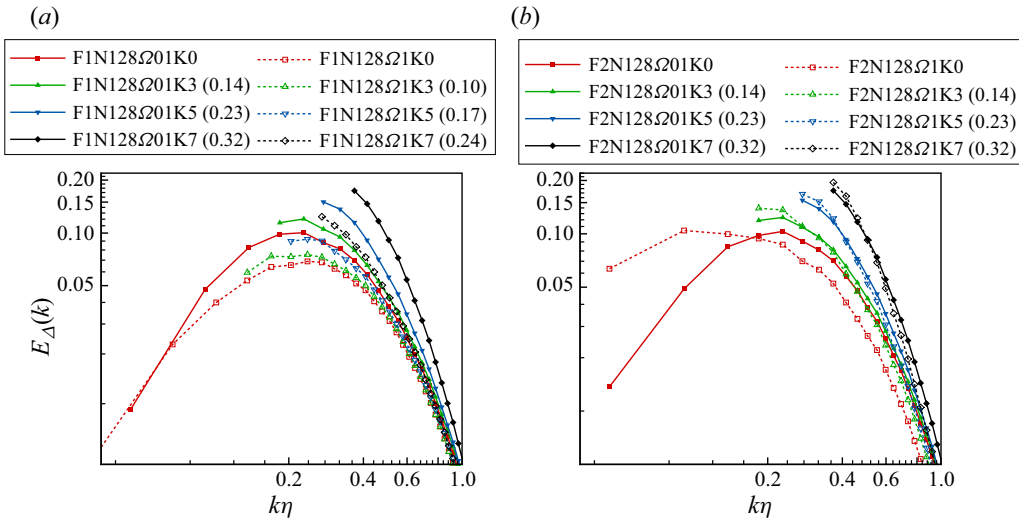 (a)
F1N128Ω01K0 F1N128Ω1K0
F1N128Ω01K3 (0.14) F1N128Ω1K3 (0.10)
F1N128Ω01K5 (0.23) F1N128Ω1K5 (0.17)
F1N128Ω01K7 (0.32) F1N128Ω1K7 (0.24)
0.20
0.15
0.10
0.05
E△(k)
0.2 0.4 0.6 1.0
kη
(b)
F2N128Ω01K0 F2N128Ω1K0
F2N128Ω01K3 (0.14) F2N128Ω1K3 (0.14)
F2N128Ω01K5 (0.23) F2N128Ω1K5 (0.23)
F2N128Ω01K7 (0.32) F2N128Ω1K7 (0.32)
0.20
0.15
0.10
0.05
0.2 0.4 0.6 1.0
kη